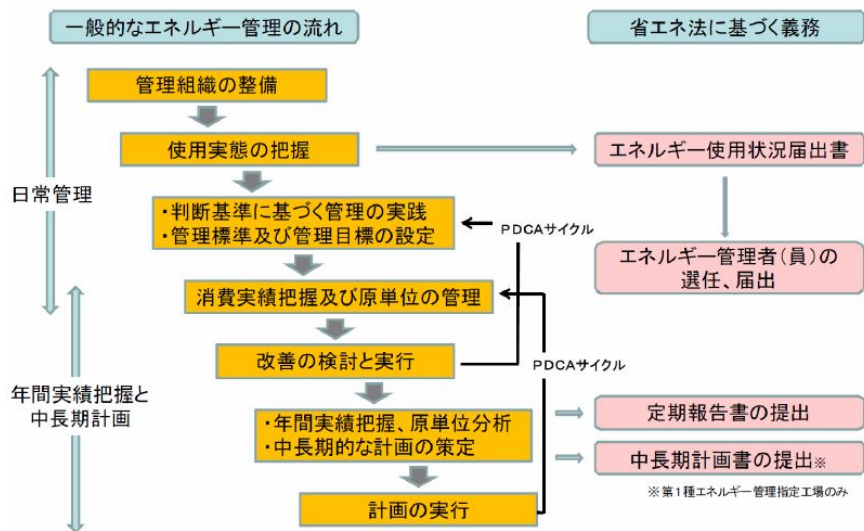 一般的なエネルギー管理の流れ
省エネ法に基づく義務
管理組織の整備
使用実態の把握
エネルギー使用状況届出書
日常管理
・判断基準に基づく管理の実践
・管理標準及び管理目標の設定
PDCAサイクル
エネルギー管理者(員)の
選任、届出
消費実績把握及び原単位の管理
改善の検討と実行
PDCAサイクル
年間実績把握と
中長期計画
・年間実績把握、原単位分析
・中長期的な計画の策定
定期報告書の提出
中長期計画書の提出※
※第1種エネルギー管理指定工場のみ
計画の実行